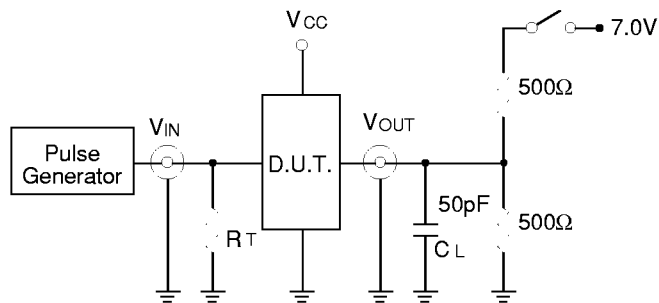 VCC
7.0V
500Ω
VIN
VOUT
Pulse
Generator
D.U.T.
50pF
500Ω
RT
CL